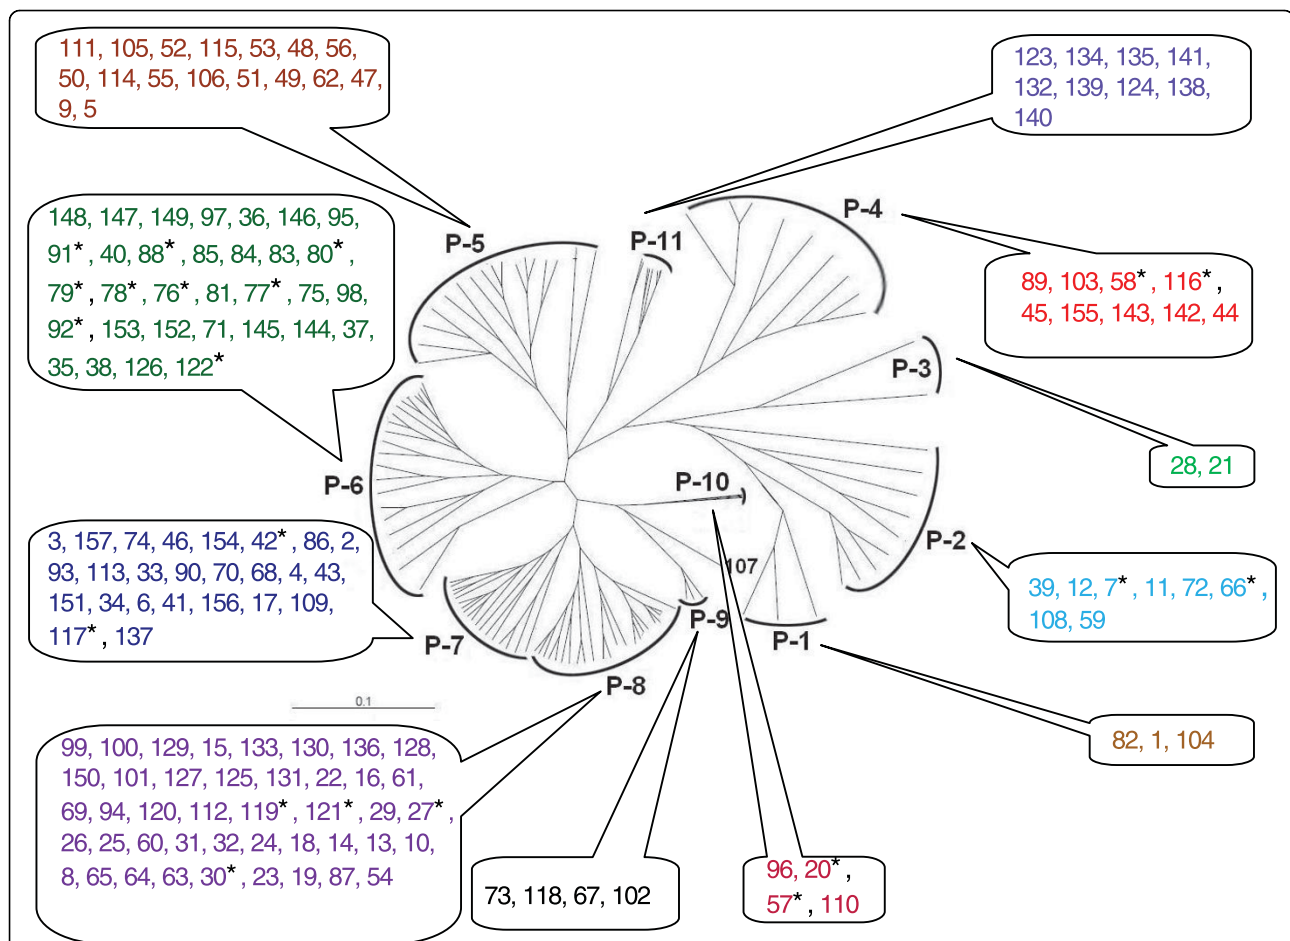 111, 105, 52, 115, 53, 48, 56,
50, 114, 55, 106, 51, 49, 62, 47,
9, 5
123, 134, 135, 141,
132, 139, 124, 138,
140
148, 147, 149, 97, 36, 146, 95,
91*, 40, 88*, 85, 84, 83, 80*,
79*, 78*, 76*, 81, 77*, 75, 98,
92*, 153, 152, 71, 145, 144, 37,
35, 38, 126, 122*
P-5
P-11
P-4
89, 103, 58*, 116*,
45, 155, 143, 142, 44
P-3
28, 21
P-6
P-10
P-2
107
3, 157, 74, 46, 154, 42*, 86, 2,
93, 113, 33, 90, 70, 68, 4, 43,
151, 34, 6, 41, 156, 17, 109,
117*, 137
39, 12, 7*, 11, 72, 66*,
108, 59
P-7
P-9
P-1
P-8
0.1
82, 1, 104
99, 100, 129, 15, 133, 130, 136, 128,
150, 101, 127, 125, 131, 22, 16, 61,
69, 94, 120, 112, 119*, 121*, 29, 27*,
26, 25, 60, 31, 32, 24, 18, 14, 13, 10,
8, 65, 64, 63, 30*, 23, 19, 87, 54
73, 118, 67, 102
96, 20*,
57*, 110